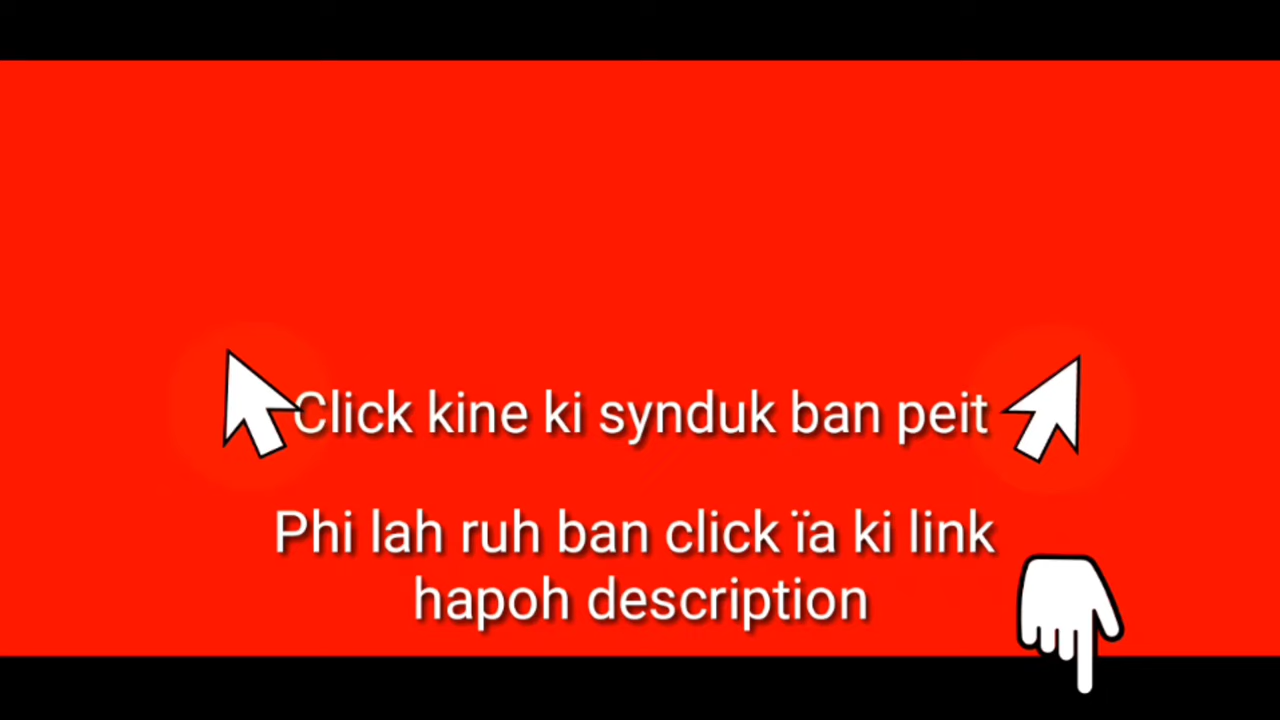 Click kine ki synduk ban peit
Phi lah ruh ban click ïa ki link
hapoh description